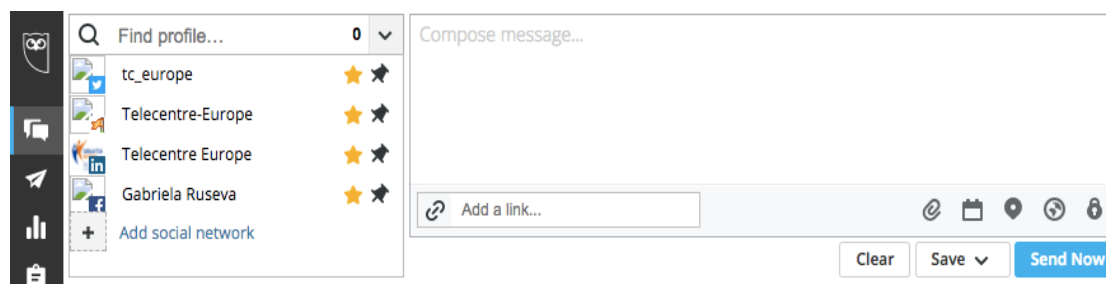 Find profile... 0
Compose message...
tc_europe
Telecentre-Europe
Telecentre Europe
Gabriela Ruseva
Add social network
Add a link...
Clear
Save
Send Now